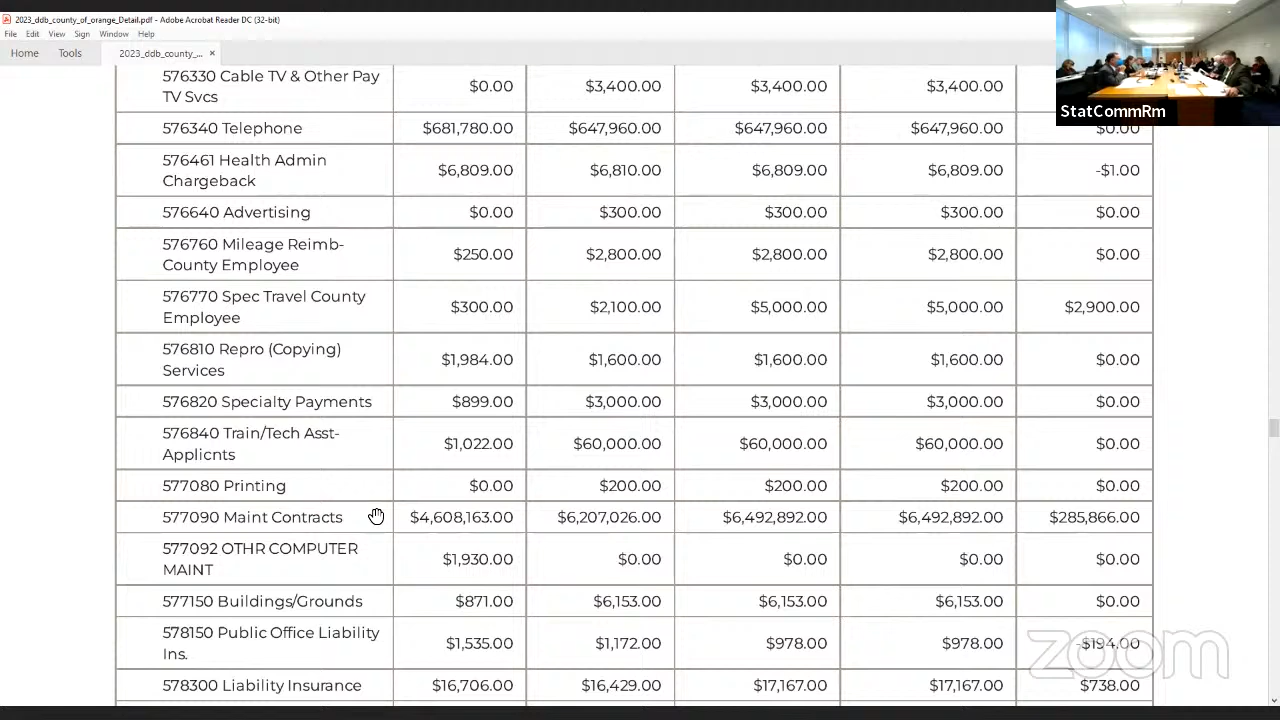 2023_ddb_county_of_orange_Detail.pdf - Adobe Acrobat Reader DC (32-bit)
File Edit View Sign Window Help
Home Tools 2023_ddb_county_... ×
StatCommRm
576330 Cable TV & Other Pay
TV Svcs
$0.00 $3,400.00 $3,400.00 $3,400.00
576340 Telephone $681,780.00 $647,960.00 $647,960.00 $647,960.00 $0.00
576461 Health Admin
Chargeback
$6,809.00 $6,810.00 $6,809.00 $6,809.00 -$1.00
576640 Advertising $0.00 $300.00 $300.00 $300.00 $0.00
576760 Mileage Reimb-
County Employee
$250.00 $2,800.00 $2,800.00 $2,800.00 $0.00
576770 Spec Travel County
Employee
$300.00 $2,100.00 $5,000.00 $5,000.00 $2,900.00
576810 Repro (Copying)
Services
$1,984.00 $1,600.00 $1,600.00 $1,600.00 $0.00
576820 Specialty Payments $899.00 $3,000.00 $3,000.00 $3,000.00 $0.00
576840 Train/Tech Asst-
Applicnts
$1,022.00 $60,000.00 $60,000.00 $60,000.00 $0.00
577080 Printing $0.00 $200.00 $200.00 $200.00 $0.00
577090 Maint Contracts $4,608,163.00 $6,207,026.00 $6,492,892.00 $6,492,892.00 $285,866.00
577092 OTHR COMPUTER
MAINT
$1,930.00 $0.00 $0.00 $0.00 $0.00
577150 Buildings/Grounds $871.00 $6,153.00 $6,153.00 $6,153.00 $0.00
578150 Public Office Liability
Ins.
$1,535.00 $1,172.00 $978.00 $978.00 -$194.00
zoom
578300 Liability Insurance $16,706.00 $16,429.00 $17,167.00 $17,167.00 $738.00